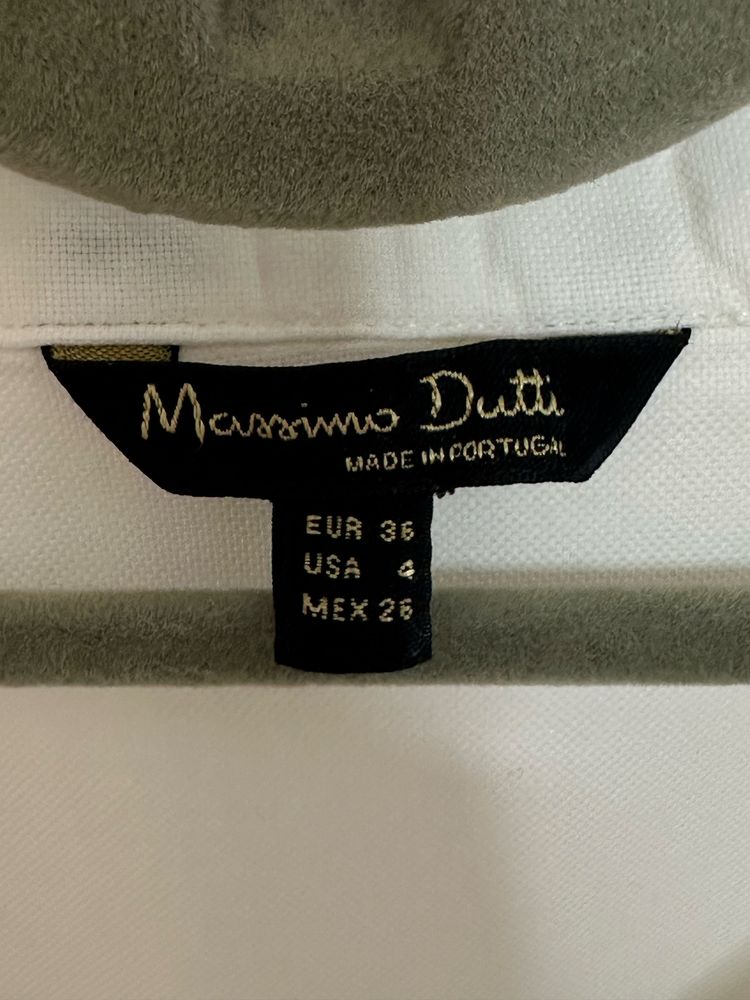 Massimo Dutti
MADE IN PORTUGAL
EUR 36
USA 4
MEX 26